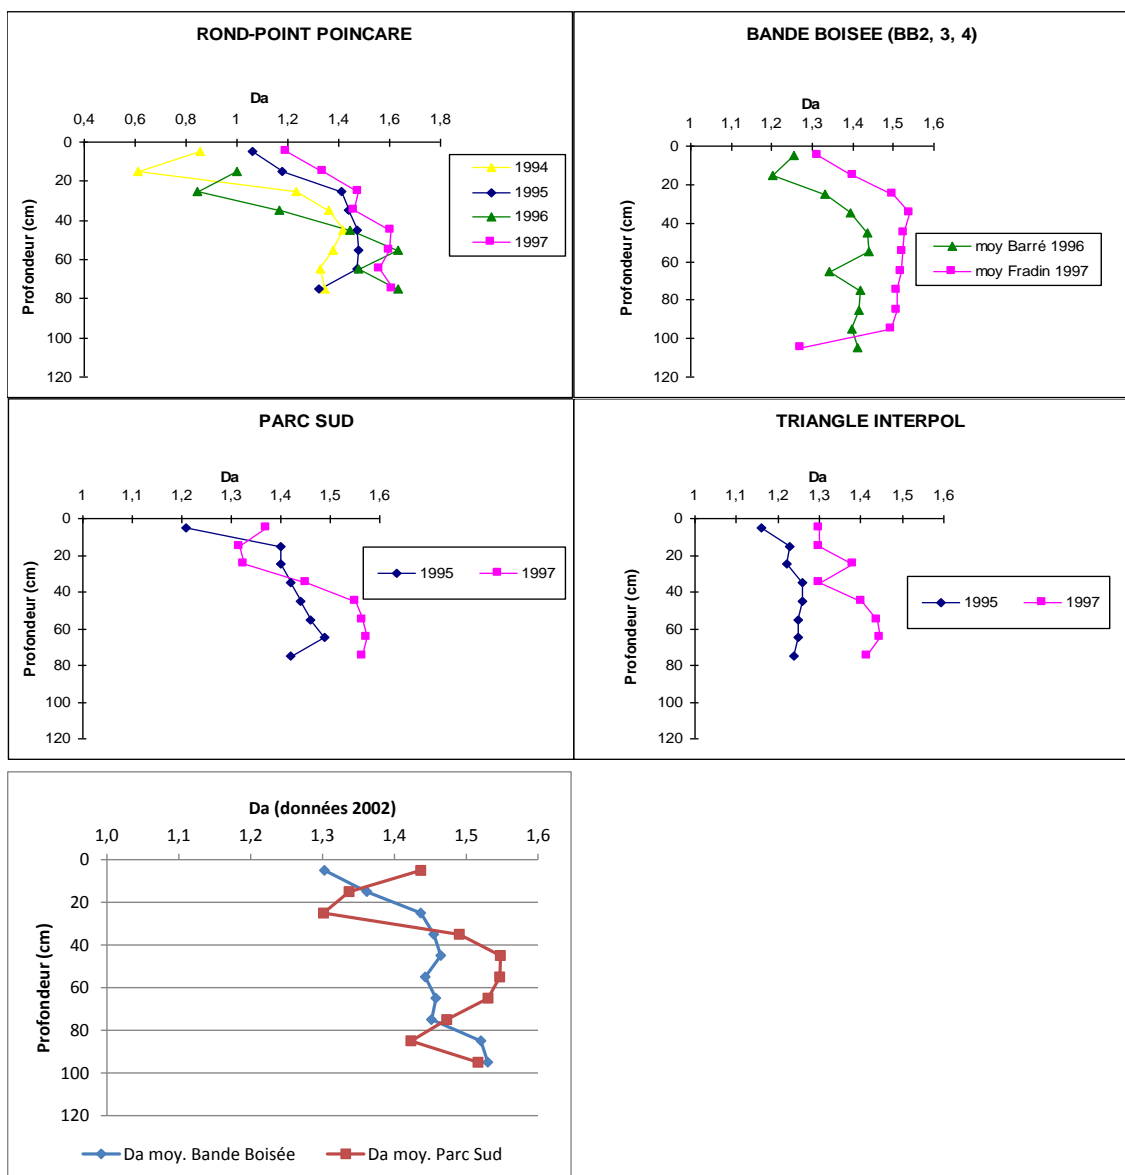 ROND-POINT POINCARE
Da
0,4 0,6 0,8 1 1,2 1,4 1,6 1,8
0
20
40
60
80
100
120
Profondeur (cm)
1994
1995
1996
1997
BANDE BOISEE (BB2, 3, 4)
Da
1 1,1 1,2 1,3 1,4 1,5 1,6
0
20
40
60
80
100
120
Profondeur (cm)
moy Barré 1996
moy Fradin 1997
PARC SUD
Da
1 1,1 1,2 1,3 1,4 1,5 1,6
0
20
40
60
80
100
120
Profondeur (cm)
1995 1997
TRIANGLE INTERPOL
Da
1 1,1 1,2 1,3 1,4 1,5 1,6
0
20
40
60
80
100
120
Profondeur (cm)
1995 1997
Da (données 2002)
1,0 1,1 1,2 1,3 1,4 1,5 1,6
0
20
40
60
80
100
120
Profondeur (cm)
Da moy. Bande Boisée Da moy. Parc Sud